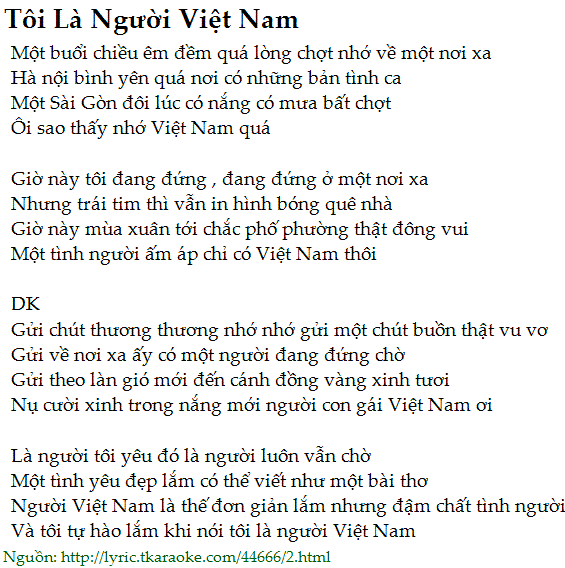 Tôi Là Người Việt Nam
Một buổi chiều êm đềm quá lòng chợt nhớ về một nơi xa
Hà nội bình yên quá nơi có những bản tình ca
Một Sài Gòn đôi lúc có nắng có mưa bất chợt
Ôi sao thấy nhớ Việt Nam quá
Giờ này tôi đang đứng , đang đứng ở một nơi xa
Nhưng trái tim thì vẫn in hình bóng quê nhà
Giờ này mùa xuân tới chắc phố phường thật đông vui
Một tình người ấm áp chỉ có Việt Nam thôi
DK
Gửi chút thương thương nhớ nhớ gửi một chút buồn thật vu vơ
Gửi về nơi xa ấy có một người đang đứng chờ
Gửi theo làn gió mới đến cánh đồng vàng xinh tươi
Nụ cười xinh trong nắng mới người con gái Việt Nam ơi
Là người tôi yêu đó là người luôn vẫn chờ
Một tình yêu đẹp lắm có thể viết như một bài thơ
Người Việt Nam là thế đơn giản lắm nhưng đậm chất tình người
Và tôi tự hào lắm khi nói tôi là người Việt Nam
Nguồn: http://lyric.tkaraoke.com/44666/2.html